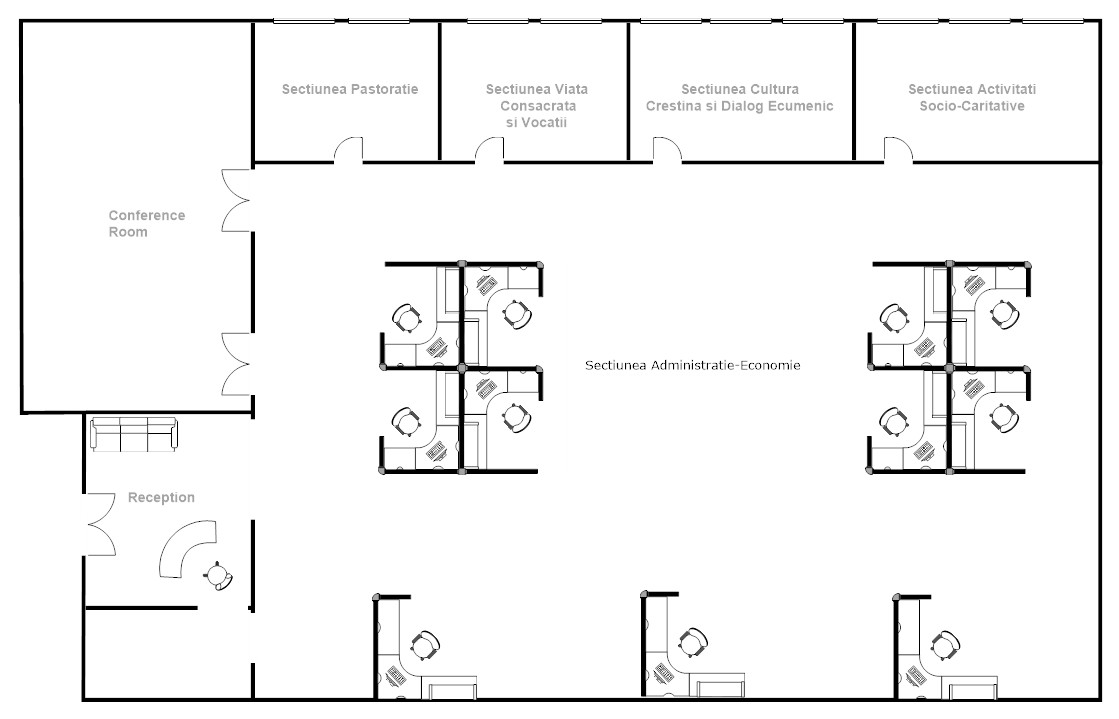 Sectiunea Pastoratie
Sectiunea Viata
Consacrata
si Vocatii
Sectiunea Cultura
Crestina si Dialog Ecumenic
Sectiunea Activitati
Socio-Caritative
Conference
Room
Sectiunea Administratie-Economie
Reception